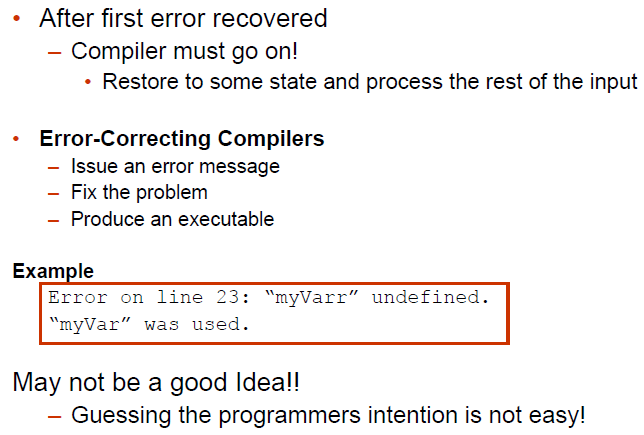 • After first error recovered
– Compiler must go on!
• Restore to some state and process the rest of the input
• Error-Correcting Compilers
– Issue an error message
– Fix the problem
– Produce an executable
Example
Error on line 23: “myVarr” undefined.
“myVar” was used.
May not be a good Idea!!
– Guessing the programmers intention is not easy!